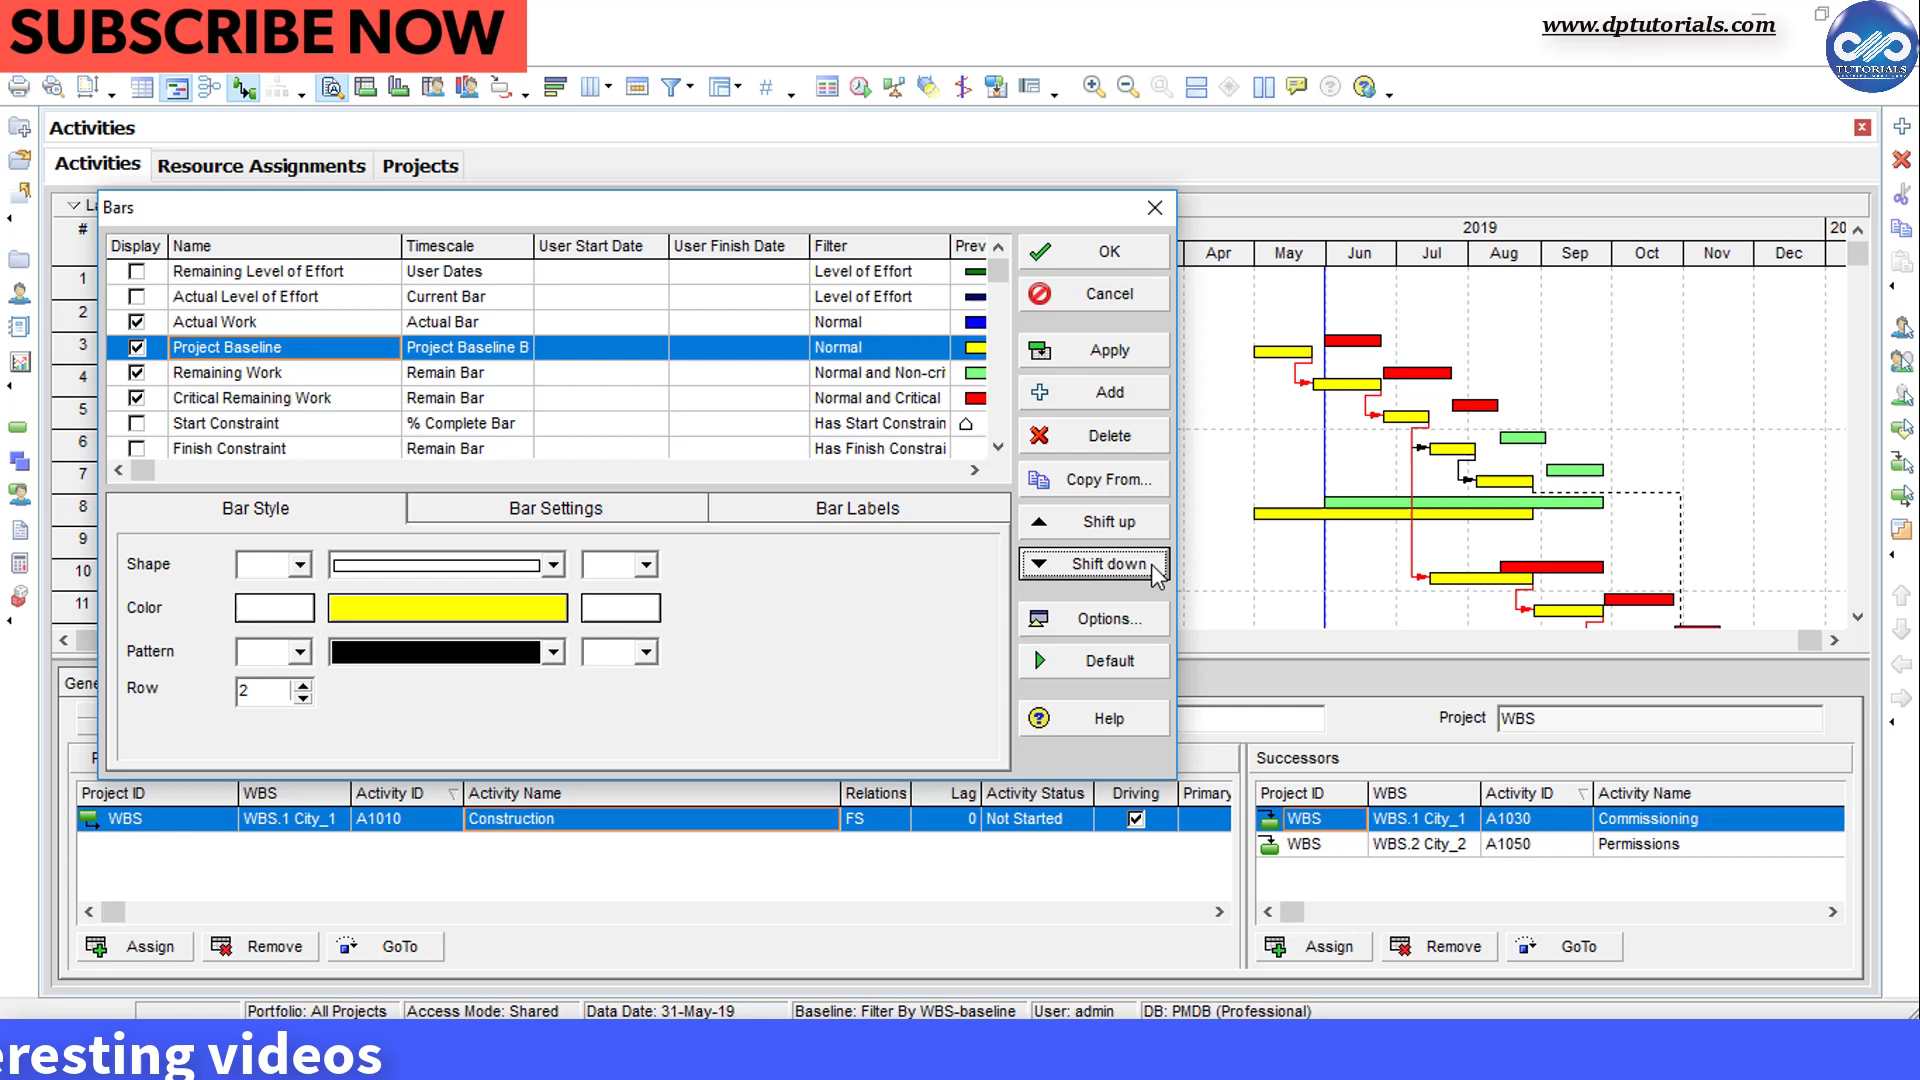 SUBSCRIBE NOW
www.dptutorials.com
TUTORIALS
Activities
Activities Resource Assignments Projects
Bars
Display Name Timescale User Start Date User Finish Date Filter Prev
Remaining Level of Effort User Dates Level of Effort
Actual Level of Effort Current Bar Level of Effort
Actual Work Actual Bar Normal
Project Baseline Project Baseline B Normal
Remaining Work Remain Bar Normal and Non-cri
Critical Remaining Work Remain Bar Normal and Critical
Start Constraint % Complete Bar Has Start Constrain
Finish Constraint Remain Bar Has Finish Constrai
OK
Cancel
Apply
Add
Delete
Copy From...
Shift up
Shift down
Options...
Default
Help
Bar Style Bar Settings Bar Labels
Shape
Color
Pattern
Row 2
#
1
2
3
4
5
6
7
8
9
10
11
2019 20
Apr May Jun Jul Aug Sep Oct Nov Dec
Gene
Project WBS
Successors
Project ID WBS Activity ID Activity Name Relations Lag Activity Status Driving Primary
WBS WBS.1 City_1 A1010 Construction FS 0 Not Started
Project ID WBS Activity ID Activity Name
WBS WBS.1 City_1 A1030 Commissioning
WBS WBS.2 City_2 A1050 Permissions
Assign Remove GoTo
Assign Remove GoTo
Portfolio: All Projects Access Mode: Shared Data Date: 31-May-19 Baseline: Filter By WBS-baseline User: admin DB: PMDB (Professional)
eresting videos